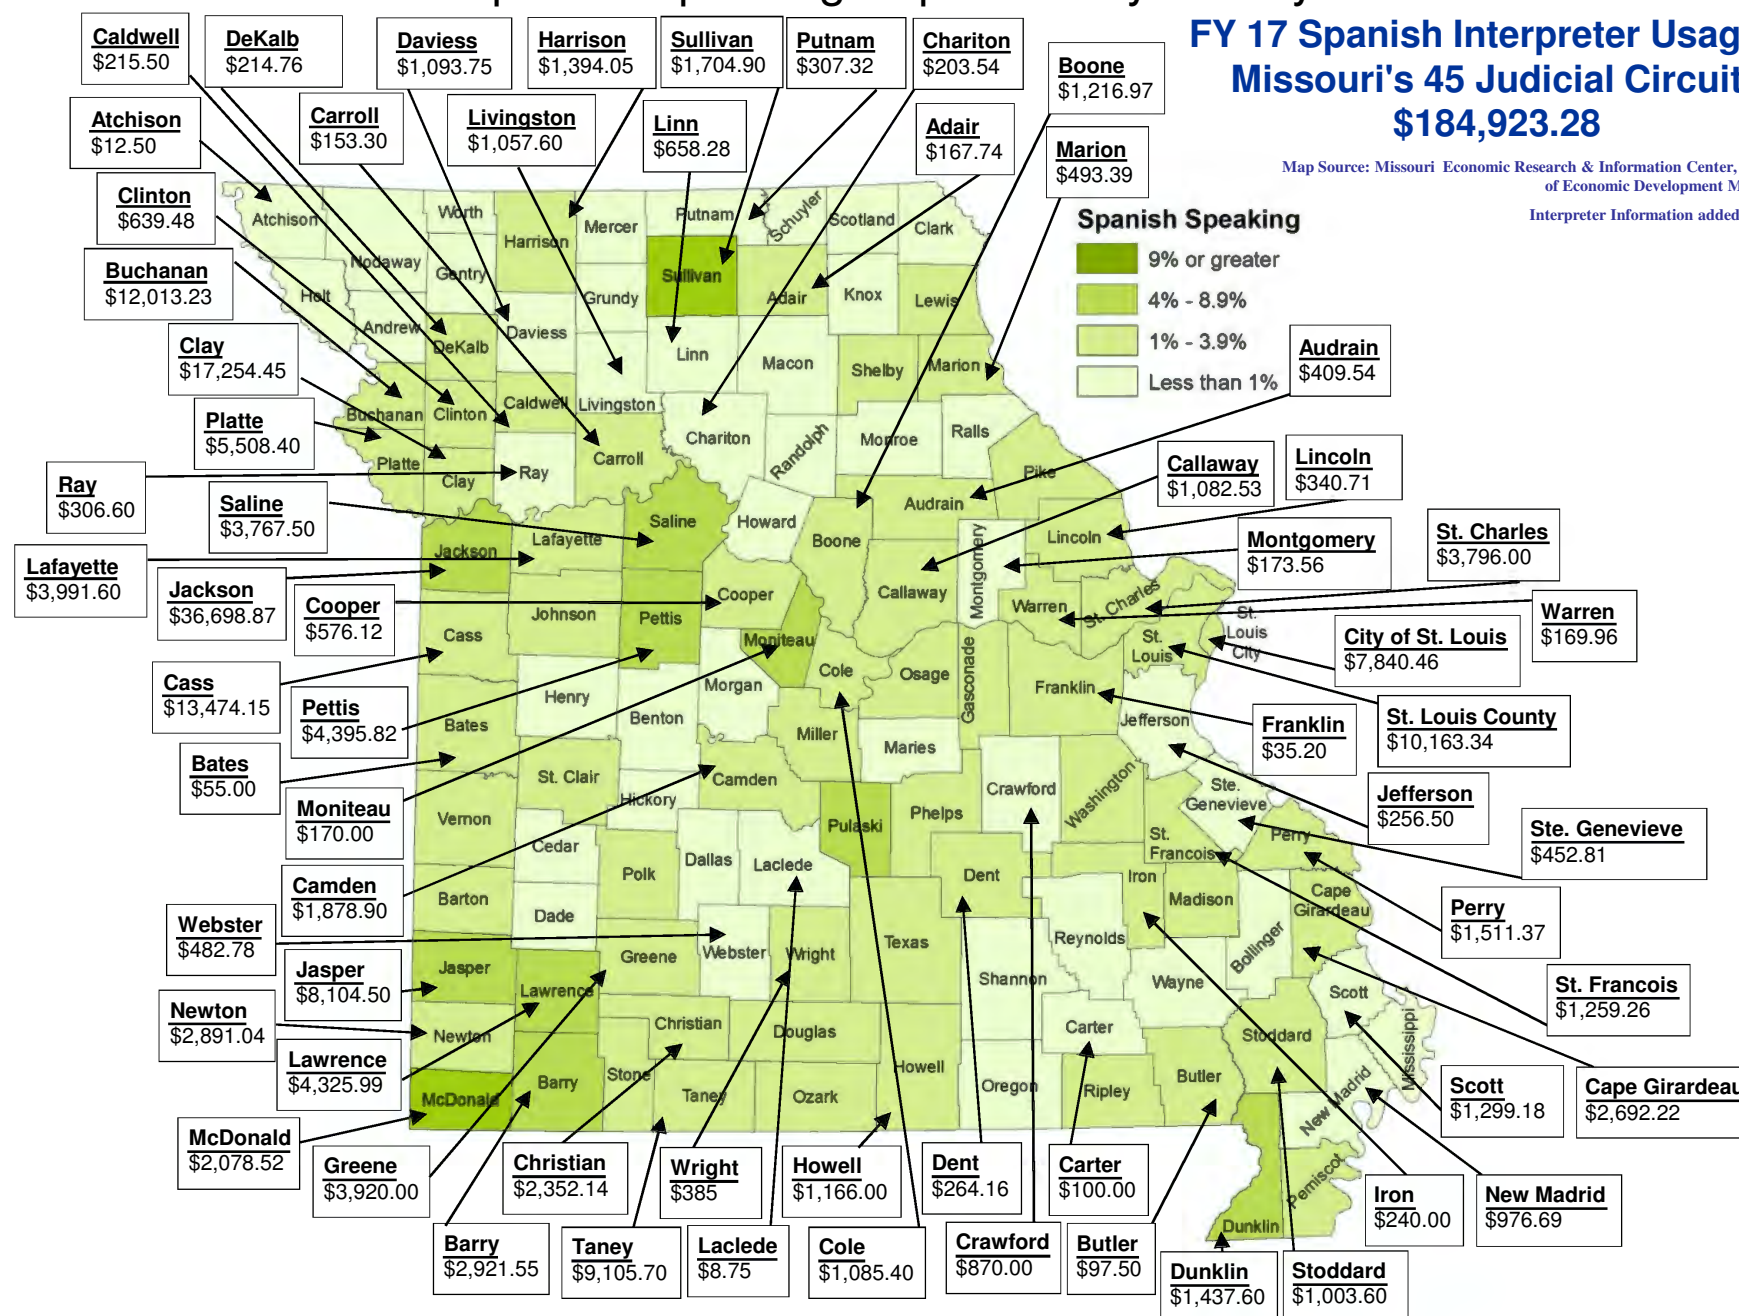 FY 17 Spanish Interpreter Usag
Missouri's 45 Judicial Circuit
$184,923.28
Map Source: Missouri Economic Research & Information Center,
of Economic Development M
Interpreter Information added
Spanish Speaking
9% or greater
4% - 8.9%
1% - 3.9%
Less than 1%
Caldwell
$215.50
DeKalb
$214.76
Daviess
$1,093.75
Harrison
$1,394.05
Sullivan
$1,704.90
Putnam
$307.32
Chariton
$203.54
Boone
$1,216.97
Atchison
$12.50
Carroll
$153.30
Livingston
$1,057.60
Linn
$658.28
Adair
$167.74
Marion
$493.39
Clinton
$639.48
Buchanan
$12,013.23
Clay
$17,254.45
Platte
$5,508.40
Ray
$306.60
Saline
$3,767.50
Lafayette
$3,991.60
Jackson
$36,698.87
Cooper
$576.12
Cass
$13,474.15
Pettis
$4,395.82
Bates
$55.00
Moniteau
$170.00
Camden
$1,878.90
Webster
$482.78
Jasper
$8,104.50
Newton
$2,891.04
Lawrence
$4,325.99
McDonald
$2,078.52
Greene
$3,920.00
Barry
$2,921.55
Christian
$2,352.14
Taney
$9,105.70
Wright
$385
Laclede
$8.75
Howell
$1,166.00
Cole
$1,085.40
Dent
$264.16
Crawford
$870.00
Carter
$100.00
Butler
$97.50
Dunklin
$1,437.60
Stoddard
$1,003.60
Iron
$240.00
New Madrid
$976.69
Scott
$1,299.18
Cape Girardeau
$2,692.22
St. Francois
$1,259.26
Perry
$1,511.37
Ste. Genevieve
$452.81
Jefferson
$256.50
Franklin
$35.20
St. Louis County
$10,163.34
City of St. Louis
$7,840.46
Warren
$169.96
St. Charles
$3,796.00
Montgomery
$173.56
Lincoln
$340.71
Callaway
$1,082.53
Audrain
$409.54
Atchison
Nodaway
Worth
Harrison
Mercer
Putnam
Schuyler
Scotland
Clark
Holt
Gentry
Sullivan
Adair
Knox
Lewis
Andrew
DeKalb
Daviess
Grundy
Linn
Macon
Shelby
Marion
Buchanan
Clinton
Caldwell
Livingston
Chariton
Randolph
Monroe
Ralls
Platte
Clay
Ray
Carroll
Pike
Audrain
Saline
Howard
Boone
Jackson
Lafayette
Callaway
Montgomery
Lincoln
Cass
Johnson
Pettis
Cooper
Moniteau
Warren
St. Charles
St.
Louis
St.
Louis
City
Cole
Osage
Gasconade
Franklin
Bates
Henry
Benton
Morgan
Miller
Maries
Jefferson
St. Clair
Hickory
Camden
Crawford
Washington
Ste.
Genevieve
Vernon
Cedar
Pulaski
Phelps
St.
Francois
Perry
Barton
Polk
Dallas
Laclede
Dent
Iron
Madison
Cape
Girardeau
Dade
Jasper
Greene
Webster
Wright
Texas
Reynolds
Bollinger
Lawrence
Shannon
Wayne
Scott
Newton
Christian
Douglas
Carter
Stoddard
Mississippi
McDonald
Barry
Stone
Taney
Ozark
Howell
Oregon
Ripley
Butler
New Madrid
Pemiscot
Dunklin